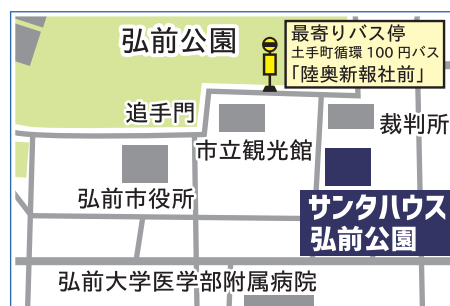 弘前公園
最寄りバス停
土手町循環100円バス
「陸奥新報社前」
追手門
裁判所
市立観光館
弘前市役所
サンタハウス
弘前公園
弘前大学医学部附属病院